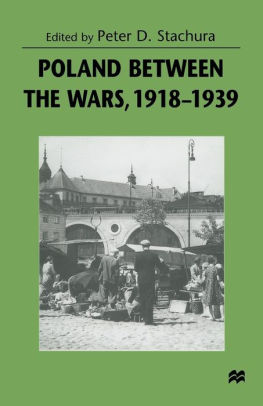 Edited by Peter D. Stachura
POLAND BETWEEN
THE WARS, 1918–1939